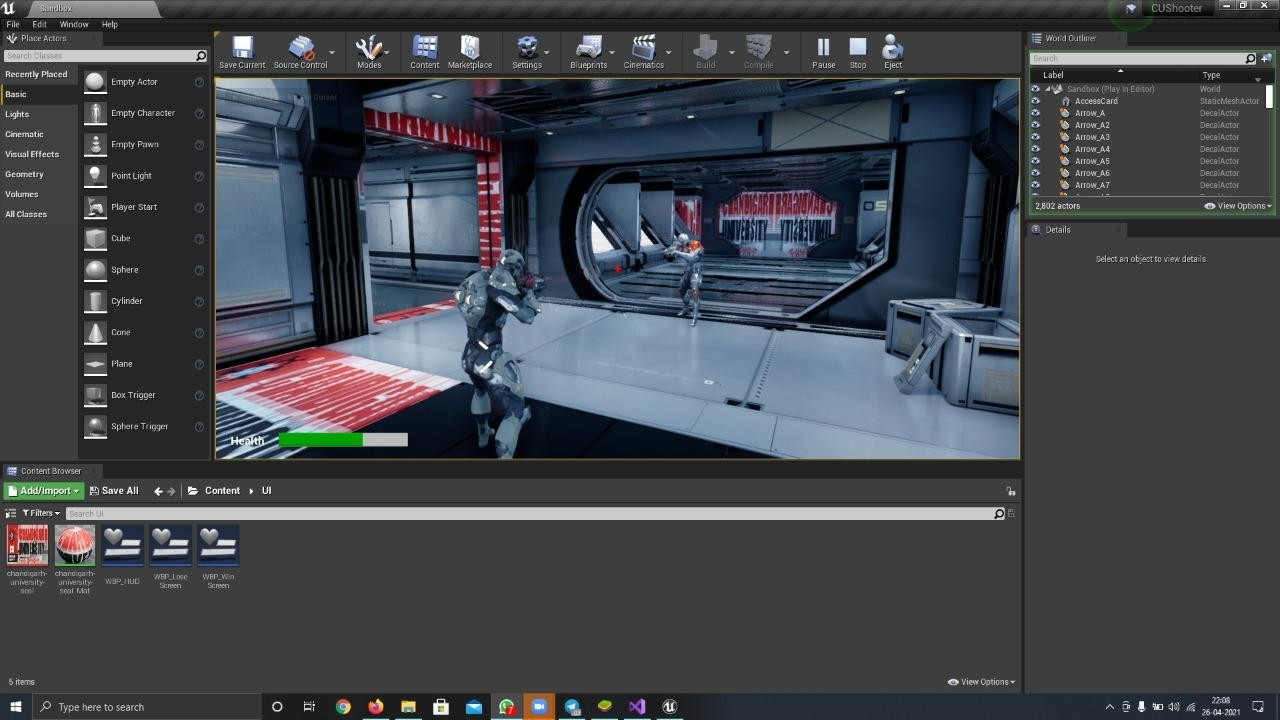 Sandbox
CUShooter
File Edit Window Help
Place Actors
Search Classes
Recently Placed
Basic
Lights
Cinematic
Visual Effects
Geometry
Volumes
All Classes
Empty Actor
Empty Character
Empty Pawn
Point Light
Player Start
Cube
Sphere
Cylinder
Cone
Plane
Box Trigger
Sphere Trigger
Save Current
Source Control
Modes
Content
Marketplace
Settings
Blueprints
Cinematics
Build
Compile
Pause
Stop
Eject
Cursor
CHANDIGARH
UNIVERSITY
05
Health
World Outliner
Search...
Label Type
Sandbox (Play In Editor) World
AccessCard StaticMeshActor
Arrow_A DecalActor
Arrow_A2 DecalActor
Arrow_A3 DecalActor
Arrow_A4 DecalActor
Arrow_A5 DecalActor
Arrow_A6 DecalActor
Arrow_A7 DecalActor
2,802 actors View Options
Details
Select an object to view details.
Content Browser
Add/Import Save All Content UI
Filters Search UI
chandigarh-
university-
seal
chandigarh-
university-
seal_Mat
WBP_HUD
WBP_Lose
Screen
WBP_Win
Screen
5 items View Options
Type here to search
7
22:08
26-04-2021